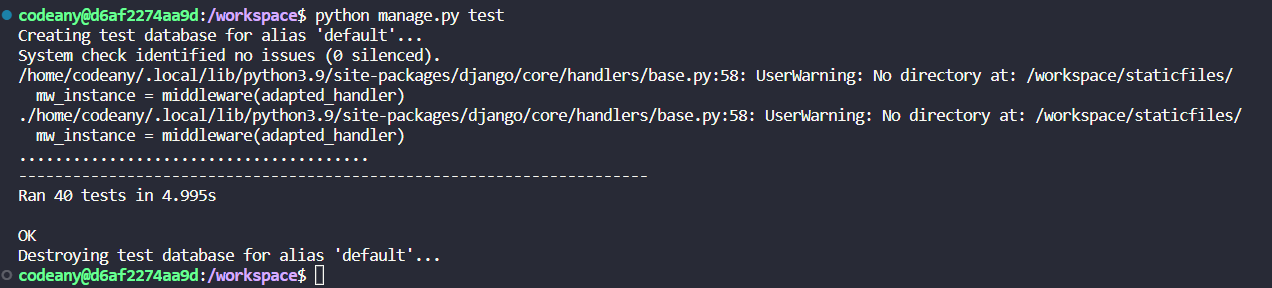 codeany@d6af2274aa9d:/workspace$ python manage.py test
Creating test database for alias 'default'...
System check identified no issues (0 silenced).
/home/codeany/.local/lib/python3.9/site-packages/django/core/handlers/base.py:58: UserWarning: No directory at: /workspace/staticfiles/
  mw_instance = middleware(adapted_handler)
./home/codeany/.local/lib/python3.9/site-packages/django/core/handlers/base.py:58: UserWarning: No directory at: /workspace/staticfiles/
  mw_instance = middleware(adapted_handler)
.......................................
----------------------------------------------------------------------
Ran 40 tests in 4.995s

OK
Destroying test database for alias 'default'...
codeany@d6af2274aa9d:/workspace$